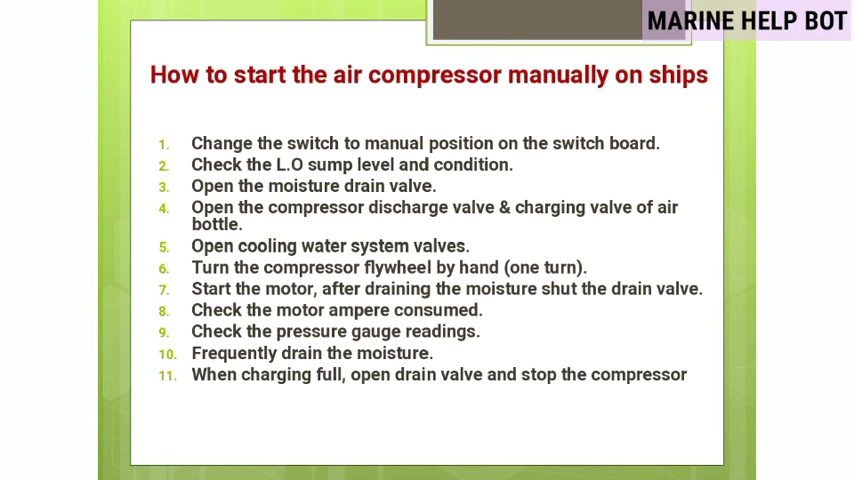 MARINE HELP BOT
How to start the air compressor manually on ships
1. Change the switch to manual position on the switch board.
2. Check the L.O sump level and condition.
3. Open the moisture drain valve.
4. Open the compressor discharge valve & charging valve of air
bottle.
5. Open cooling water system valves.
6. Turn the compressor flywheel by hand (one turn).
7. Start the motor, after draining the moisture shut the drain valve.
8. Check the motor ampere consumed.
9. Check the pressure gauge readings.
10. Frequently drain the moisture.
11. When charging full, open drain valve and stop the compressor